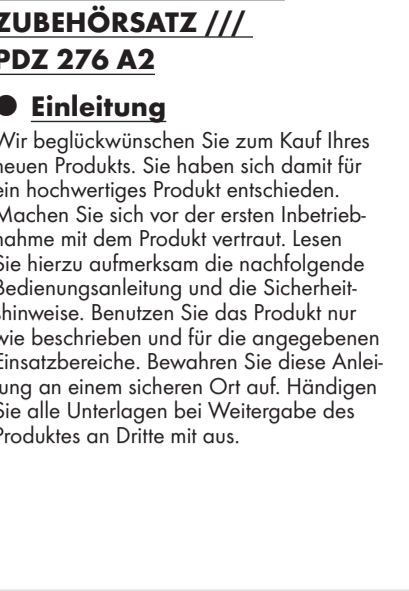 ZUBEHÖRSATZ ///
PDZ 276 A2
● Einleitung
Wir beglückwünschen Sie zum Kauf Ihres
neuen Produkts. Sie haben sich damit für
ein hochwertiges Produkt entschieden.
Machen Sie sich vor der ersten Inbetrieb-
nahme mit dem Produkt vertraut. Lesen
Sie hierzu aufmerksam die nachfolgende
Bedienungsanleitung und die Sicherheit-
shinweise. Benutzen Sie das Produkt nur
wie beschrieben und für die angegebenen
Einsatzbereiche. Bewahren Sie diese Anlei-
tung an einem sicheren Ort auf. Händigen
Sie alle Unterlagen bei Weitergabe des
Produktes an Dritte mit aus.